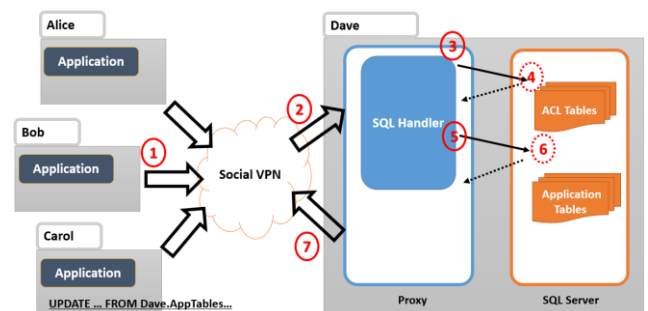 Alice
Application
Bob
Application
1
Carol
Application
UPDATE ... FROM Dave.AppTables...
Social VPN
2
7
Dave
3
4
SQL Handler
ACL Tables
5
6
Application
Tables
Proxy
SQL Server